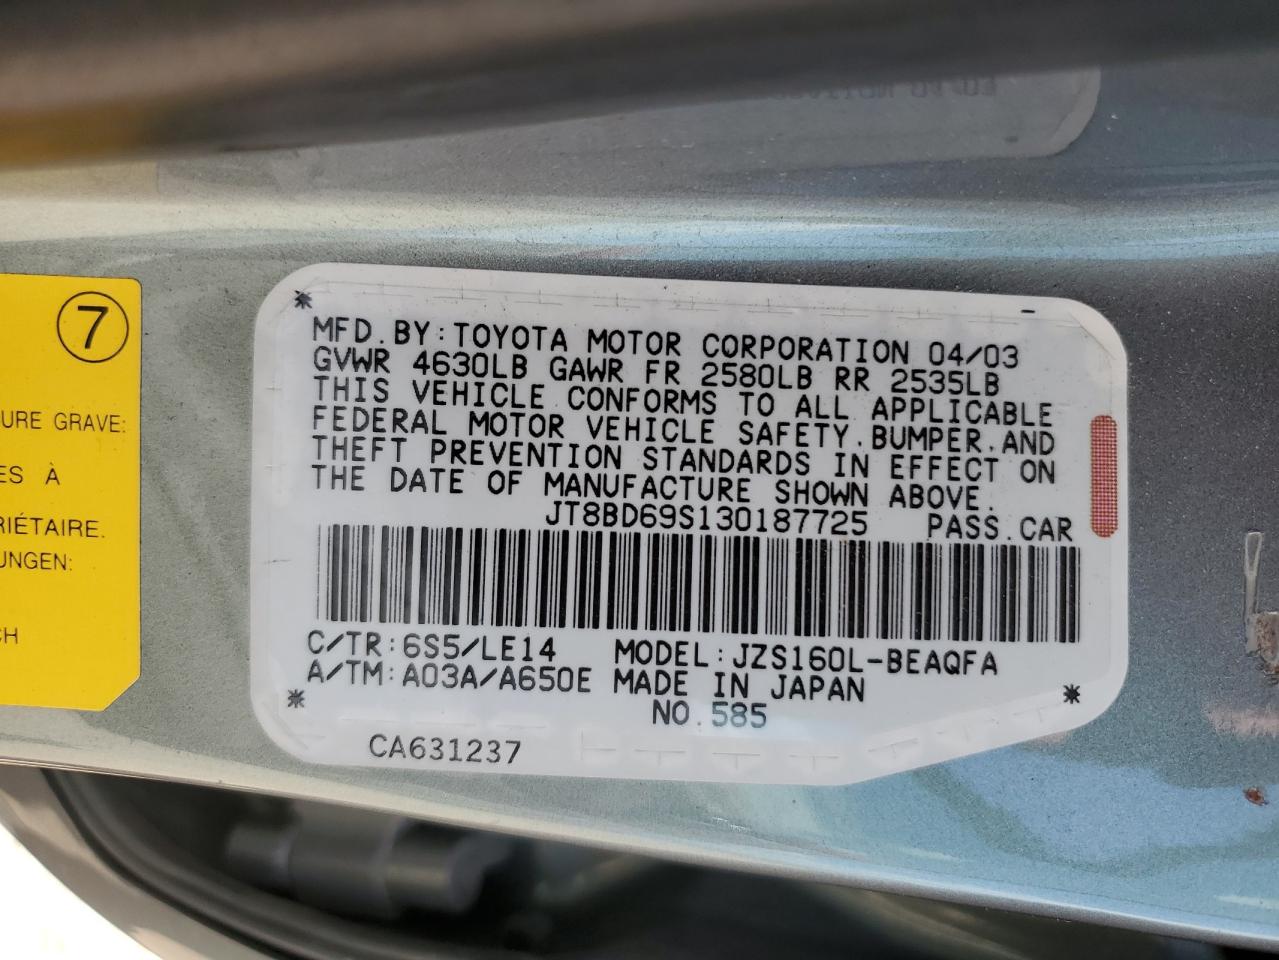 7
URE GRAVE:
ES À
RIÉTAIRE.
UNGEN:
CH
MFD. BY: TOYOTA MOTOR CORPORATION 04/03
GVWR 4630LB GAWR FR 2580LB RR 2535LB
THIS VEHICLE CONFORMS TO ALL APPLICABLE
FEDERAL MOTOR VEHICLE SAFETY, BUMPER, AND
THEFT PREVENTION STANDARDS IN EFFECT ON
THE DATE OF MANUFACTURE SHOWN ABOVE.
JT8BD69S130187725 PASS. CAR
C/TR: 6S5/LE14 MODEL: JZS160L-BEAQFA
A/TM: A03A/A650E MADE IN JAPAN
NO. 585
CA631237